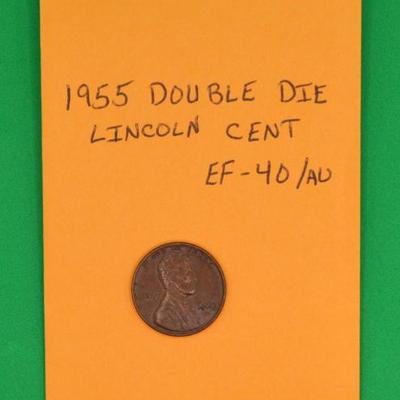 1955 DOUBLE DIE
LINCOLN CENT
EF-40/AU